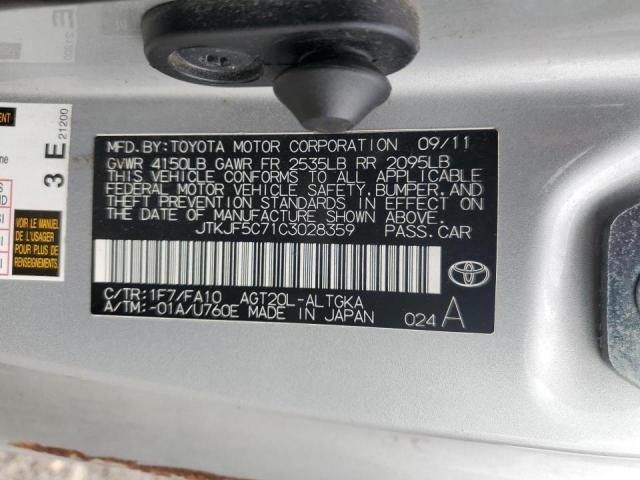 MFD.BY:TOYOTA MOTOR CORPORATION 09/11
GVWR 4150LB GAWR FR 2535LB RR 2095LB
THIS VEHICLE CONFORMS TO ALL APPLICABLE
FEDERAL MOTOR VEHICLE SAFETY,BUMPER,AND
THEFT PREVENTION STANDARDS IN EFFECT ON
THE DATE OF MANUFACTURE SHOWN ABOVE.
JTKJF5C71C3028359 PASS.CAR
C/TR:1F7/FA10 AGT20L-ALTGKA
A/TM:-01A/U760E MADE IN JAPAN 024 A
3 E
21200
VOIR MANUEL
DE L'USAGER
POUR PLUS DE